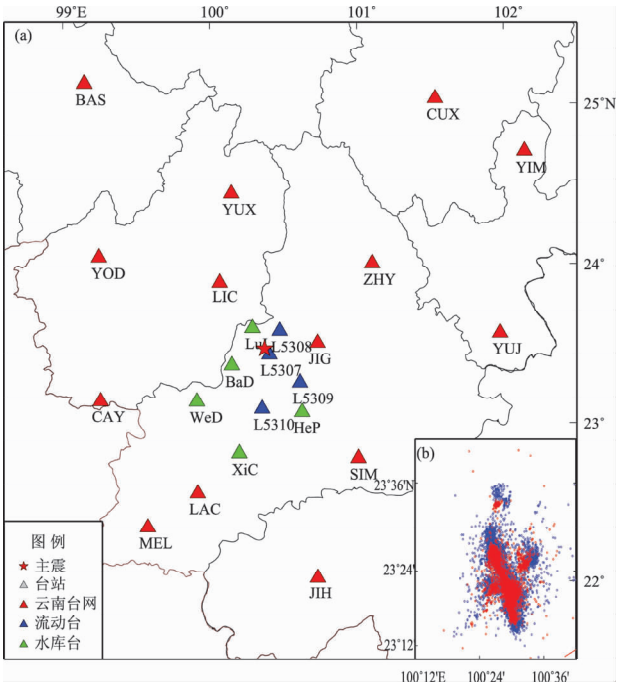 99°E 100° 101° 102°
(a)
BAS
CUX
25°N
YIM
YUX
YOD
ZHY
24°
LIC
LuL
L5308
JIG
YUJ
L5307
BaD
L5309
CAY
WeD
L5310
HeP
23°
XiC
SIM
(b)
LAC
23°36′N
MEL
图 例
主震
台站
云南台网
流动台
水库台
JIH
23°24′
22°
23°12′
100°12′E 100°24′ 100°36′